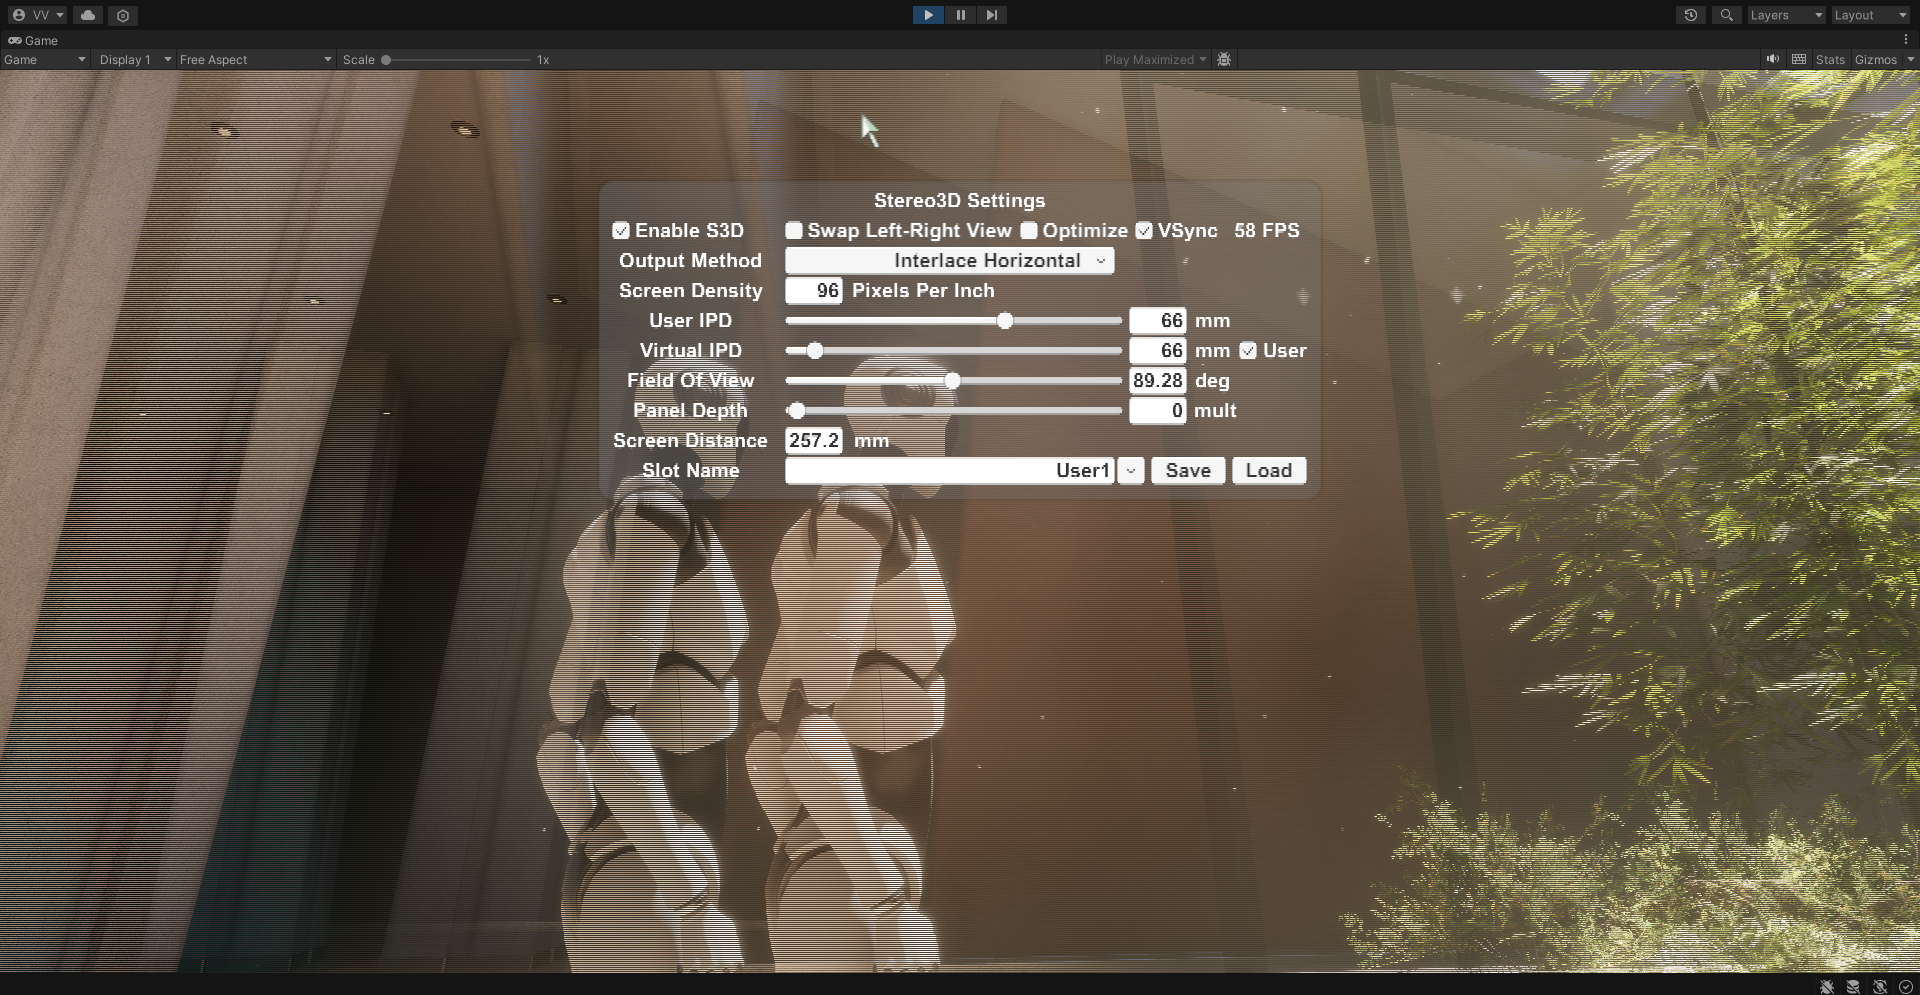 VV Layers Layout
Game
Game Display 1 Free Aspect Scale 1x Play Maximized Stats Gizmos
Stereo3D Settings
Enable S3D Swap Left-Right View Optimize VSync 58 FPS
Output Method Interlace Horizontal
Screen Density 96 Pixels Per Inch
User IPD 66 mm
Virtual IPD 66 mm User
Field Of View 89.28 deg
Panel Depth 0 mult
Screen Distance 257.2 mm
Slot Name User1 Save Load